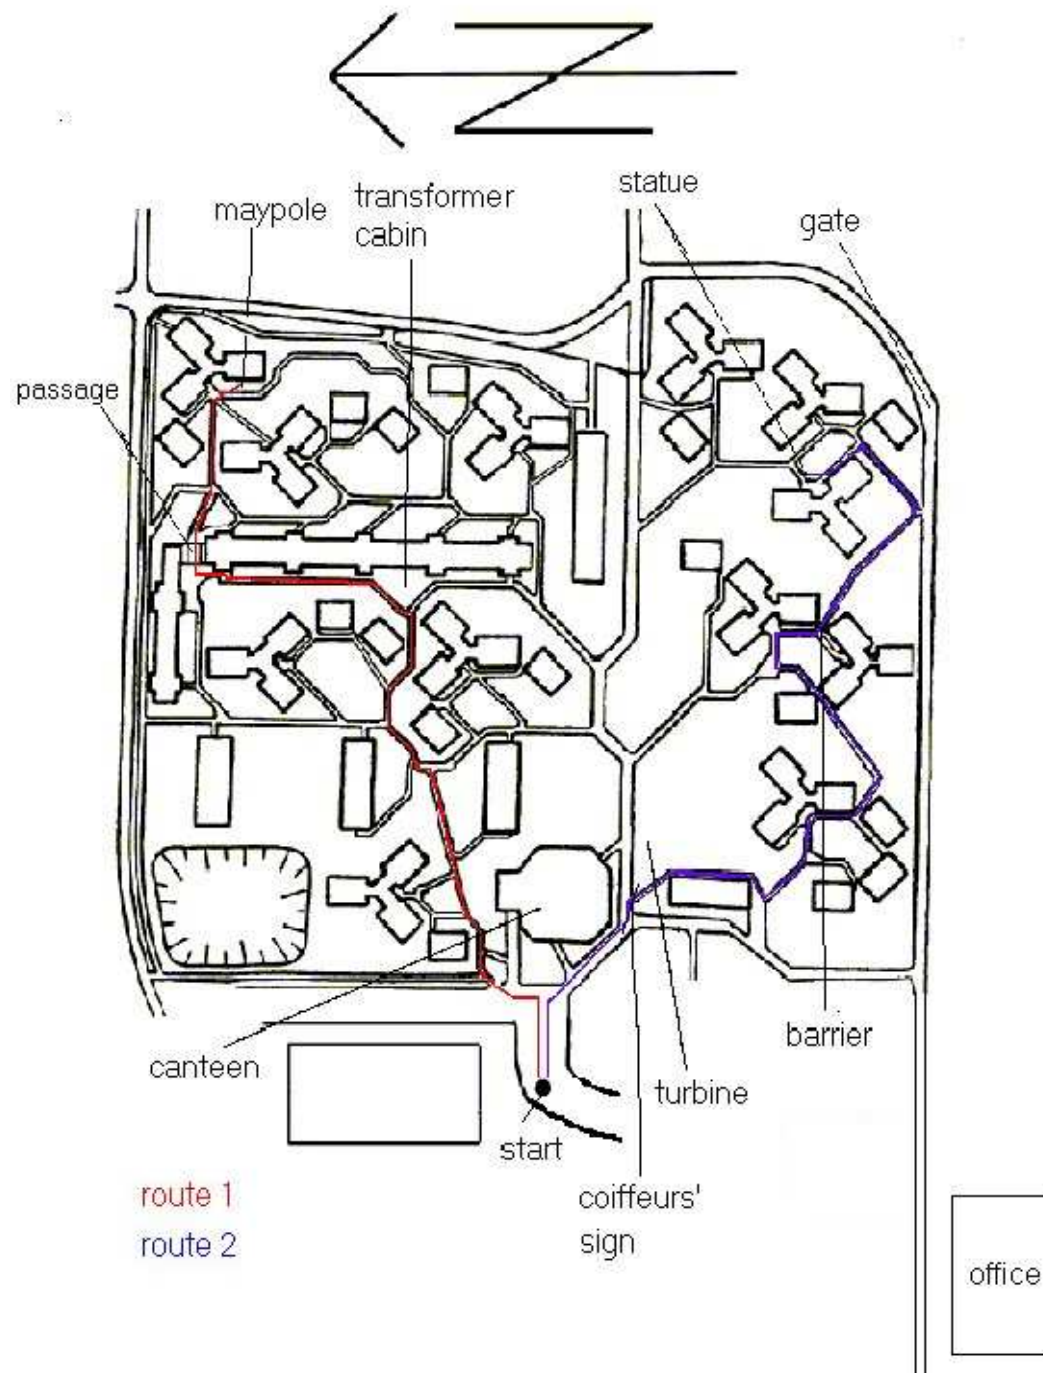 statue
transformer
cabin
maypole
gate
passage
barrier
canteen
turbine
start
route 1
coiffeurs'
sign
route 2
office